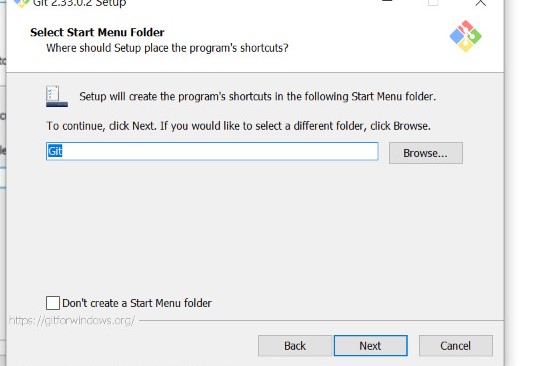 Git 2.33.0.2 Setup
Select Start Menu Folder
Where should Setup place the program's shortcuts?
Setup will create the program's shortcuts in the following Start Menu folder.
To continue, click Next. If you would like to select a different folder, click Browse.
Git
Browse...
Don't create a Start Menu folder
https://gitforwindows.org/
Back
Next
Cancel